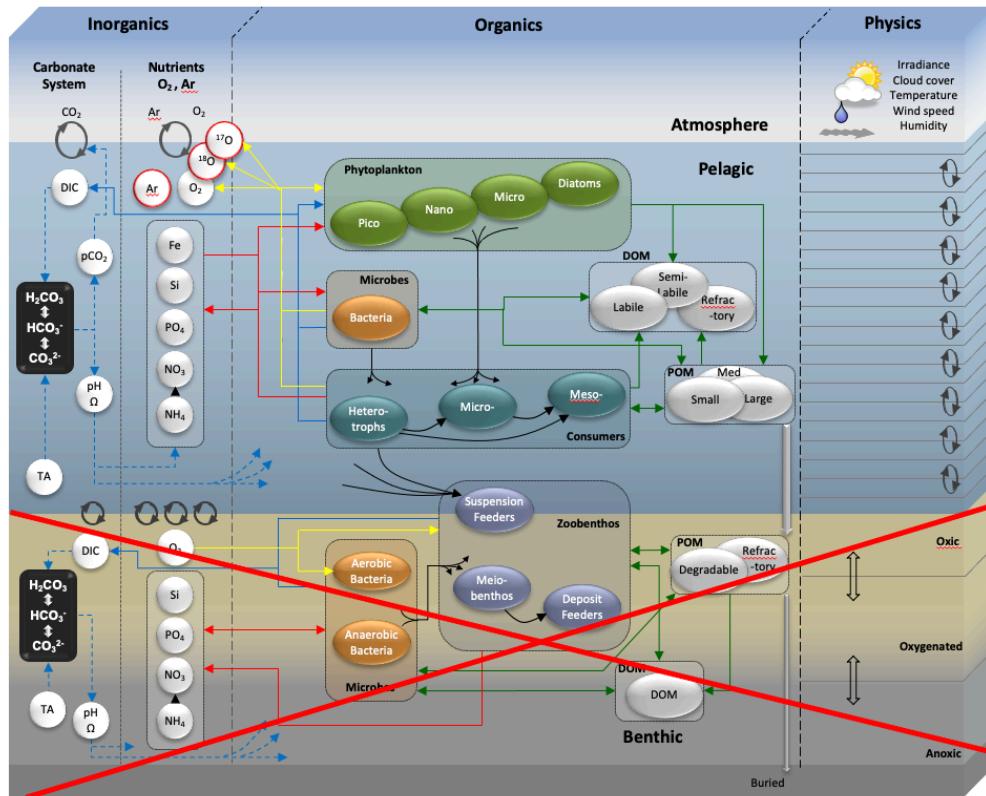 Inorganics
Organics
Physics
Carbonate
System
Nutrients
O₂ , Ar
Irradiance
Cloud cover
Temperature
Wind speed
Humidity
CO₂
Ar
O₂
¹⁷O
¹⁸O
Atmosphere
Pelagic
DIC
Ar
O₂
Phytoplankton
Pico
Nano
Micro
Diatoms
pCO₂
Fe
Si
PO₄
NO₃
NH₄
H₂CO₃
HCO₃⁻
CO₃²⁻
pH
Ω
TA
Microbes
Bacteria
DOM
Semi-
Labile
Labile
Refrac
-tory
POM
Med
Small
Large
Hetero-
trophs
Micro-
Meso-
Consumers
Suspension
Feeders
Zoobenthos
DIC
O₂
POM
Degradable
Refrac
-tory
Oxic
H₂CO₃
HCO₃⁻
CO₃²⁻
Si
PO₄
NO₃
NH₄
Aerobic
Bacteria
Meio-
benthos
Deposit
Feeders
Anaerobic
Bacteria
Microbes
Oxygenated
DOM
DOM
TA
pH
Ω
Benthic
Anoxic
Buried